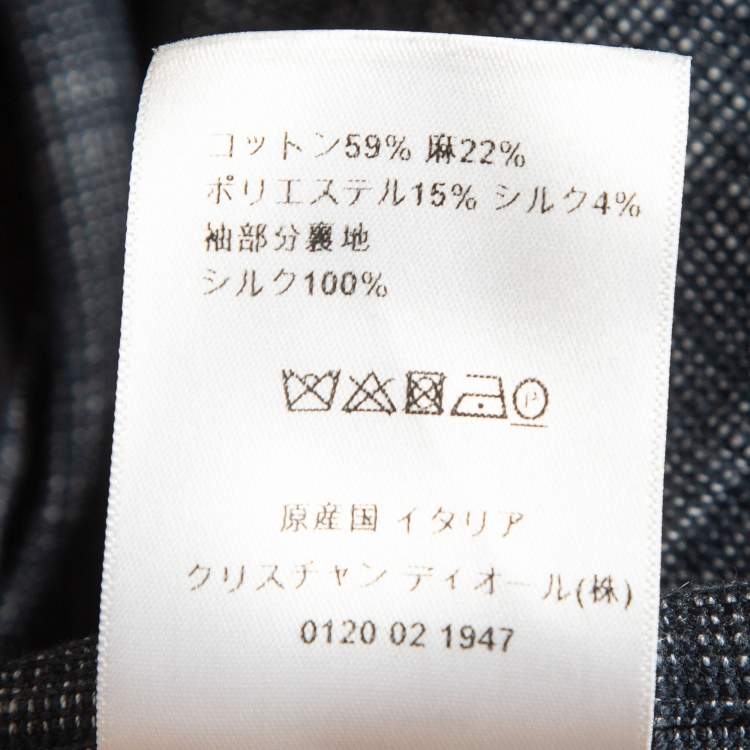 コットン59% 麻22%
ポリエステル15% シルク4%
袖部分裏地
シルク100%
P
原産国 イタリア
クリスチャン ディオール(株)
0120 02 1947